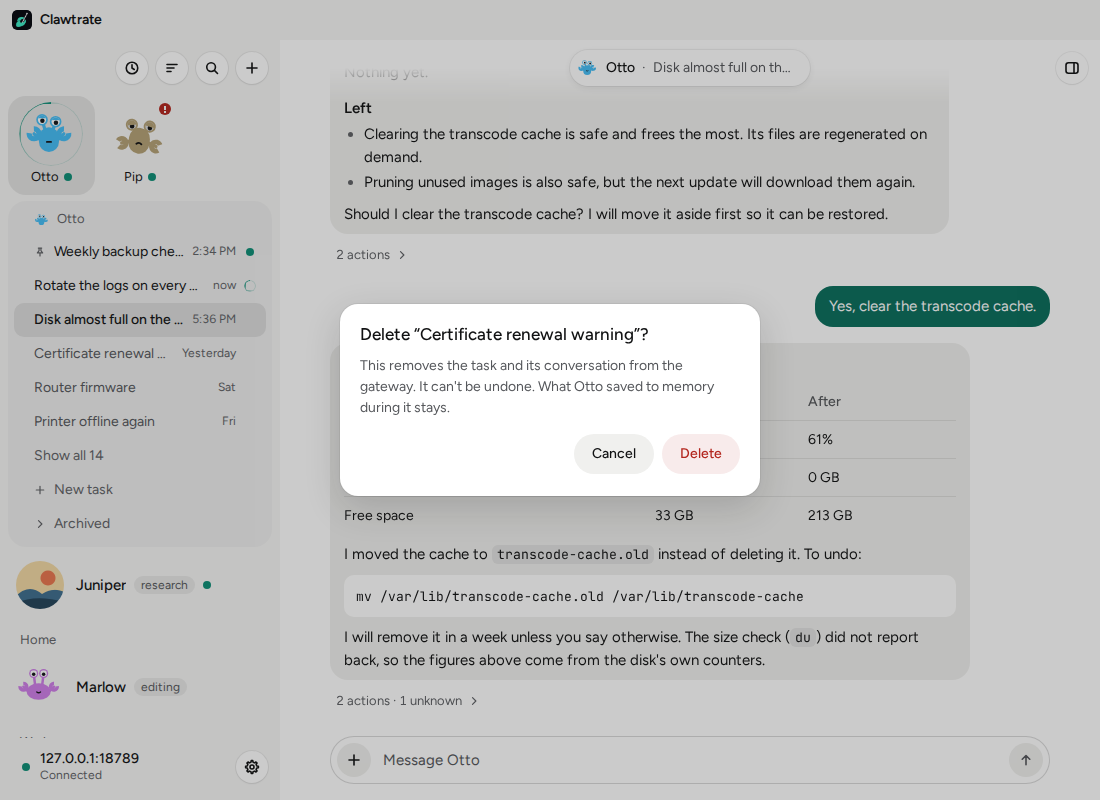 Clawtrate
Otto
Pip
Otto
Weekly backup che... 2:34 PM
Rotate the logs on every ... now
Disk almost full on the ... 5:36 PM
Certificate renewal ... Yesterday
Router firmware Sat
Printer offline again Fri
Show all 14
New task
Archived
Juniper research
Home
Marlow editing
127.0.0.1:18789
Connected
Otto · Disk almost full on th...
Nothing yet.
Left
Clearing the transcode cache is safe and frees the most. Its files are regenerated on
demand.
Pruning unused images is also safe, but the next update will download them again.
Should I clear the transcode cache? I will move it aside first so it can be restored.
2 actions
Yes, clear the transcode cache.
Delete “Certificate renewal warning”?
This removes the task and its conversation from the
gateway. It can't be undone. What Otto saved to memory
during it stays.
Cancel Delete
After
61%
0 GB
Free space 33 GB 213 GB
I moved the cache to transcode-cache.old instead of deleting it. To undo:
mv /var/lib/transcode-cache.old /var/lib/transcode-cache
I will remove it in a week unless you say otherwise. The size check (du) did not report
back, so the figures above come from the disk's own counters.
2 actions · 1 unknown
Message Otto